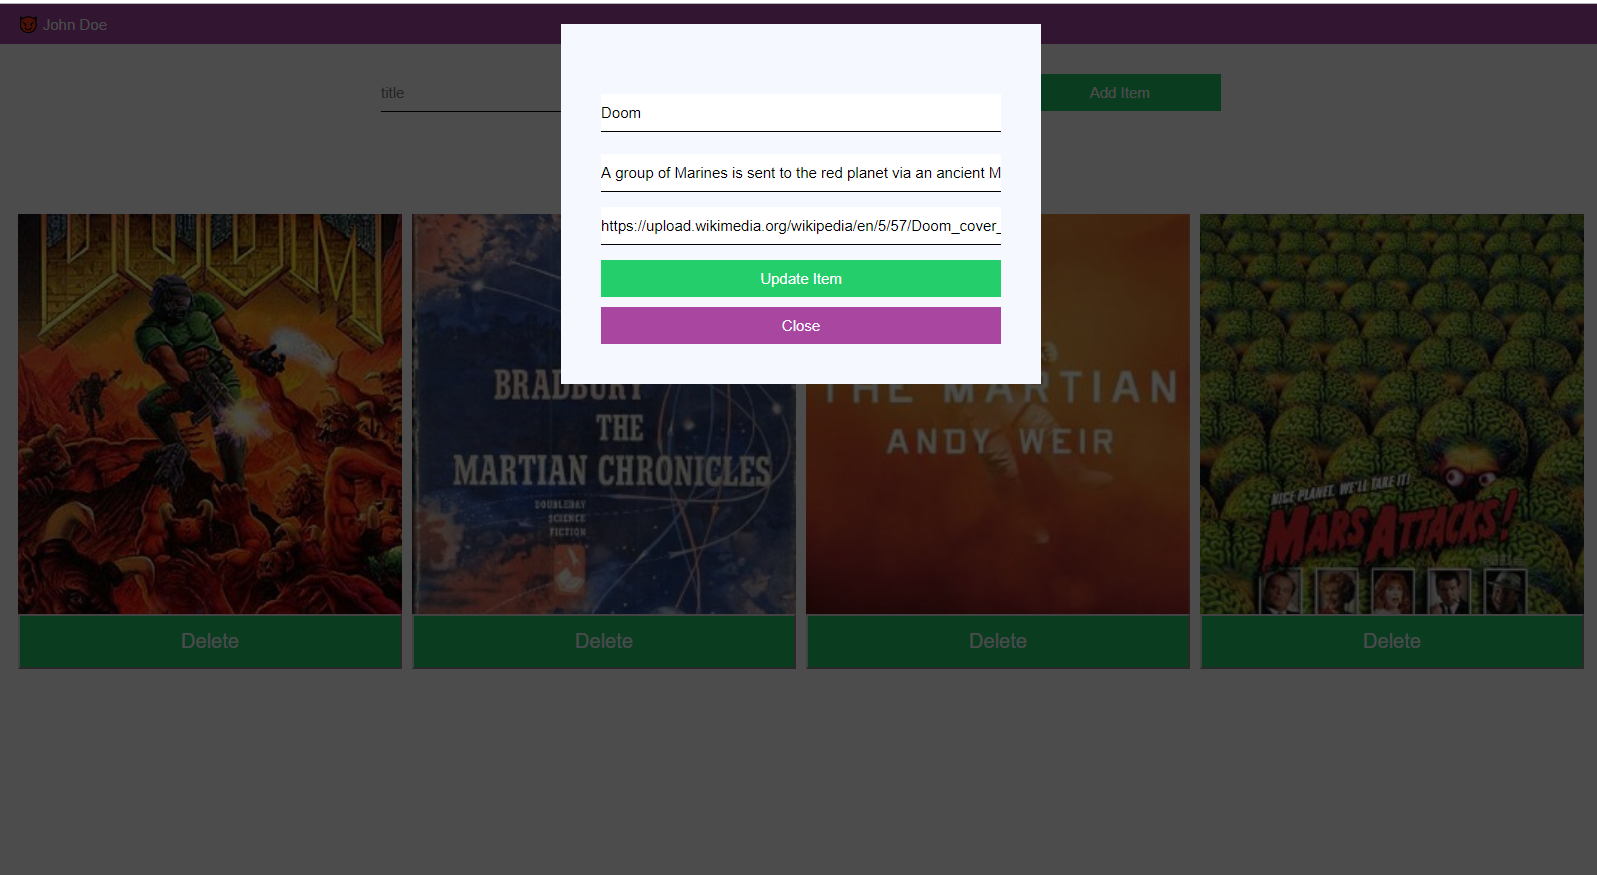 John Doe
title
Add Item
Doom
A group of Marines is sent to the red planet via an ancient M
https://upload.wikimedia.org/wikipedia/en/5/57/Doom_cover_
Update Item
Close
DOOM
BRADBURY
THE
MARTIAN CHRONICLES
DOUBLEDAY
SCIENCE
FICTION
THE MARTIAN
ANDY WEIR
NICE PLANET. WE'LL TAKE IT!
MARS ATTACKS!
Delete
Delete
Delete
Delete